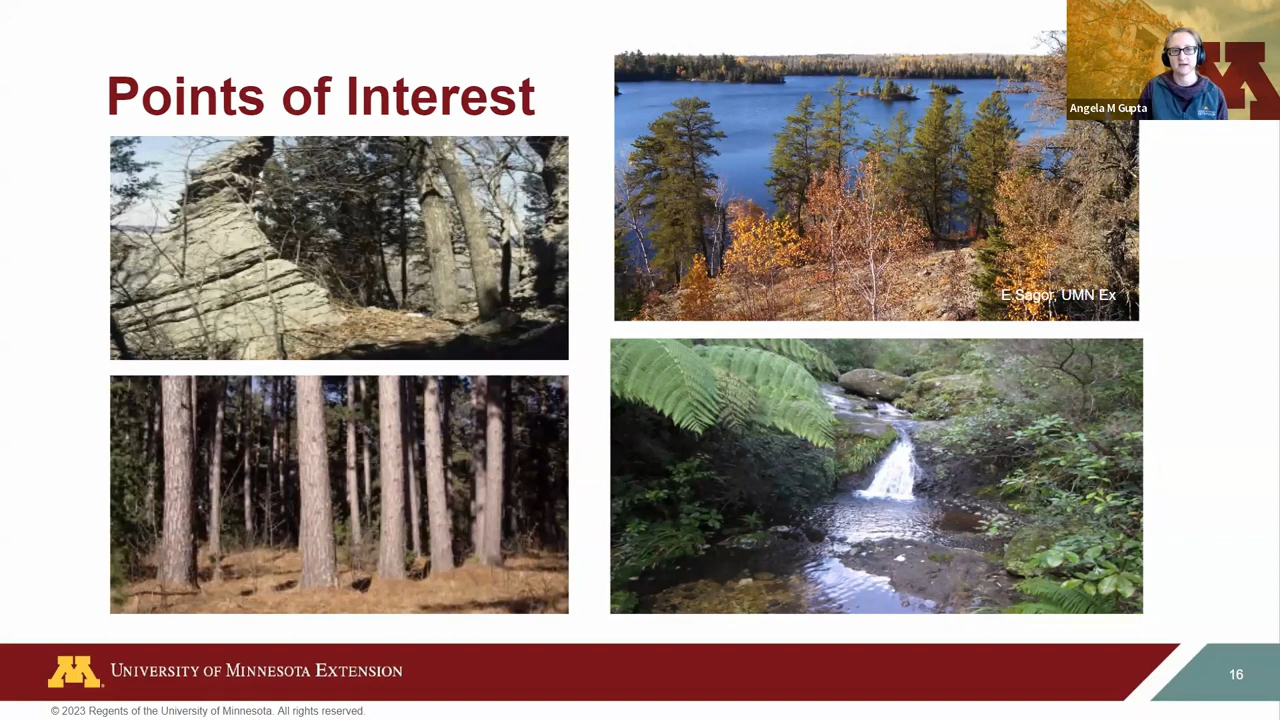 Points of Interest
Angela M Gupta
E.Sagor, UMN Ex
UNIVERSITY OF MINNESOTA EXTENSION
16
© 2023 Regents of the University of Minnesota. All rights reserved.